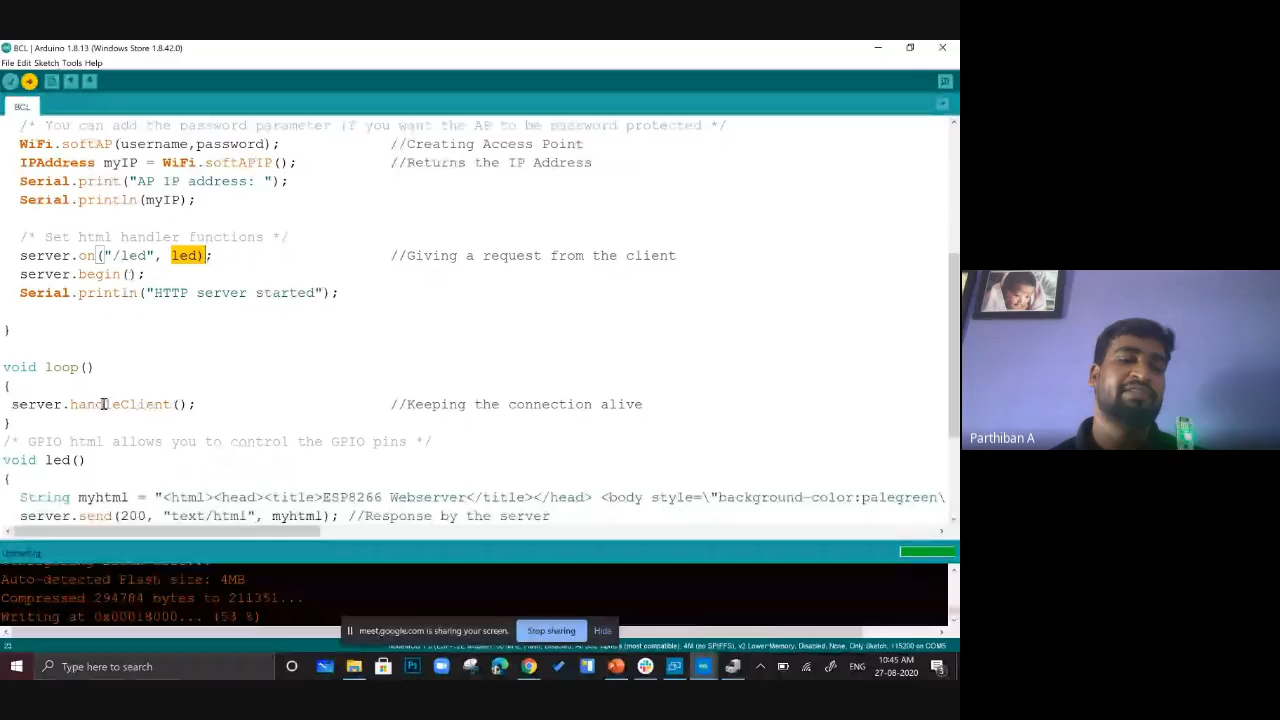 BCL | Arduino 1.8.13 (Windows Store 1.8.42.0)
File Edit Sketch Tools Help
BCL
/* You can add the password parameter if you want the AP to be password protected */
WiFi.softAP(username,password); //Creating Access Point
IPAddress myIP = WiFi.softAPIP(); //Returns the IP Address
Serial.print("AP IP address: ");
Serial.println(myIP);
/* Set html handler functions */
server.on("/led", led); //Giving a request from the client
server.begin();
Serial.println("HTTP server started");
}
void loop()
{
server.handleClient(); //Keeping the connection alive
}
/* GPIO html allows you to control the GPIO pins */
void led()
{
String myhtml = "<html><head><title>ESP8266 Webserver</title></head> <body style=\"background-color:palegreen\
server.send(200, "text/html", myhtml); //Response by the server
Uploading
Auto-detected Flash size: 4MB
Compressed 294784 bytes to 211351...
Writing at 0x00018000... (53 %)
meet.google.com is sharing your screen. Stop sharing Hide
Type here to search
ENG
10:45 AM
27-08-2020
Parthiban A